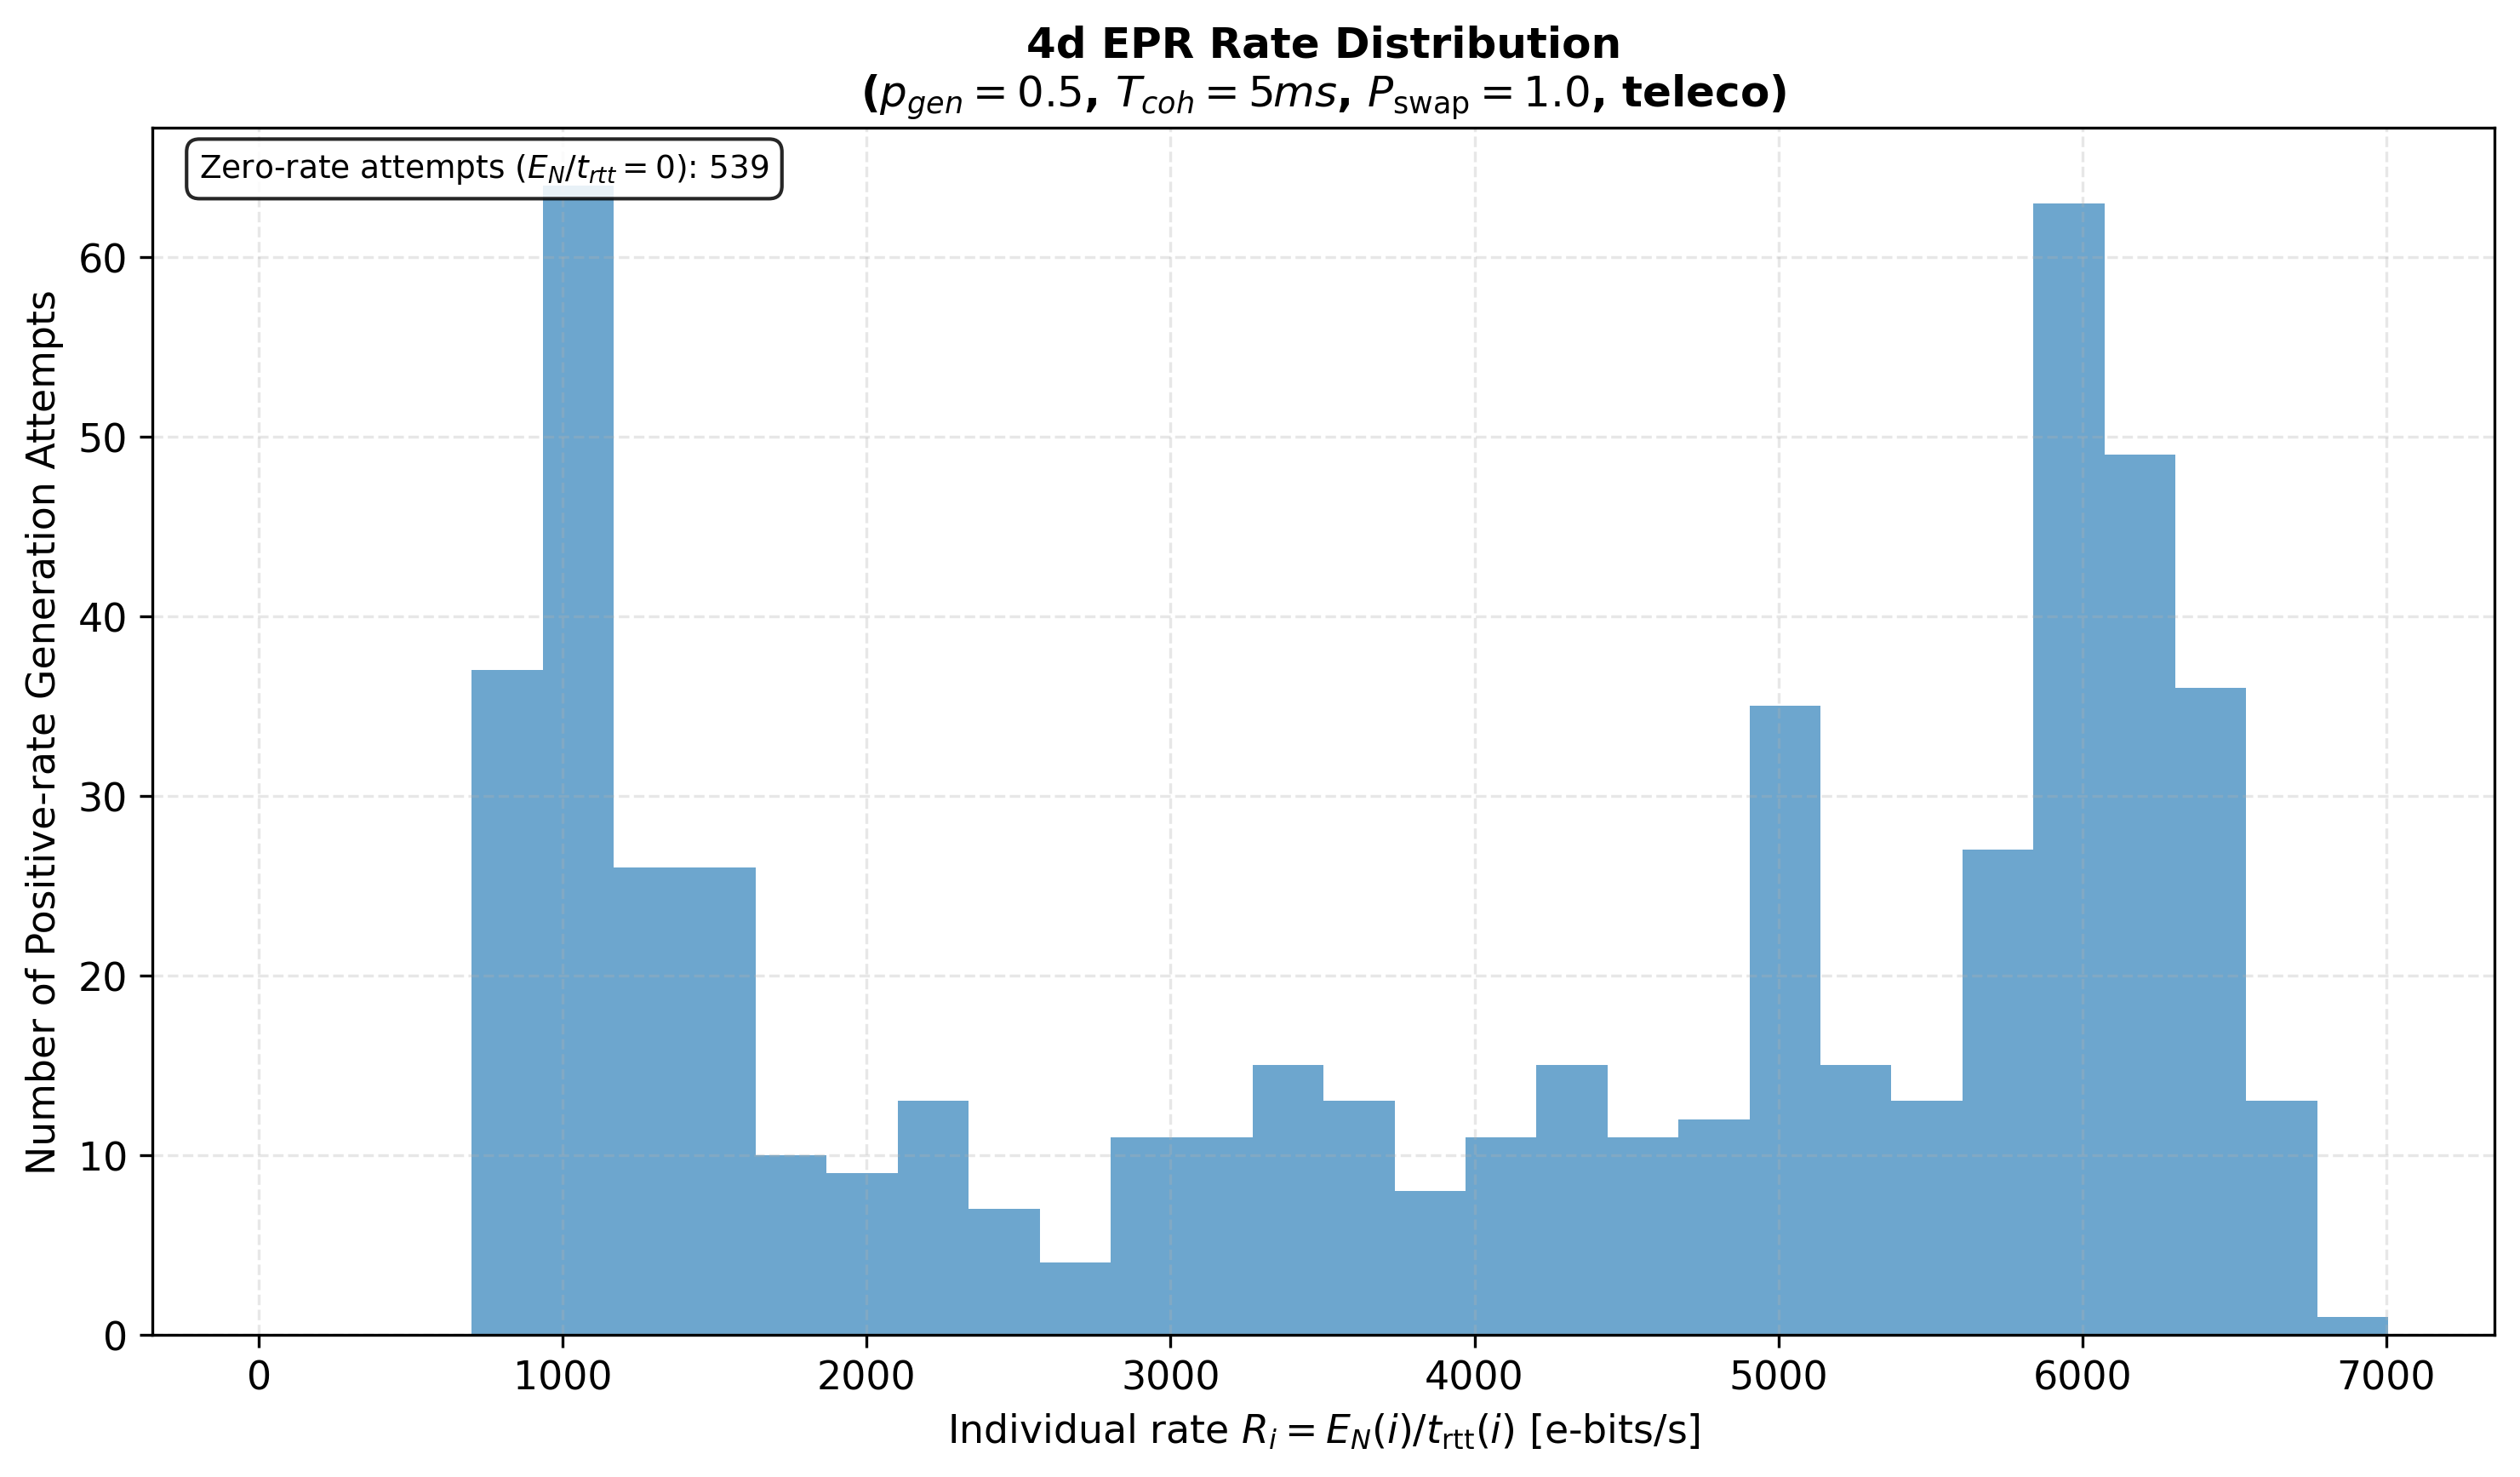 4d EPR Rate Distribution
(p_gen = 0.5, T_coh = 5ms, P_swap = 1.0, teleco)
Zero-rate attempts (E_N/t_rtt = 0): 539
Number of Positive-rate Generation Attempts
60
50
40
30
20
10
0
0 1000 2000 3000 4000 5000 6000 7000
Individual rate R_i = E_N(i)/t_rtt(i) [e-bits/s]